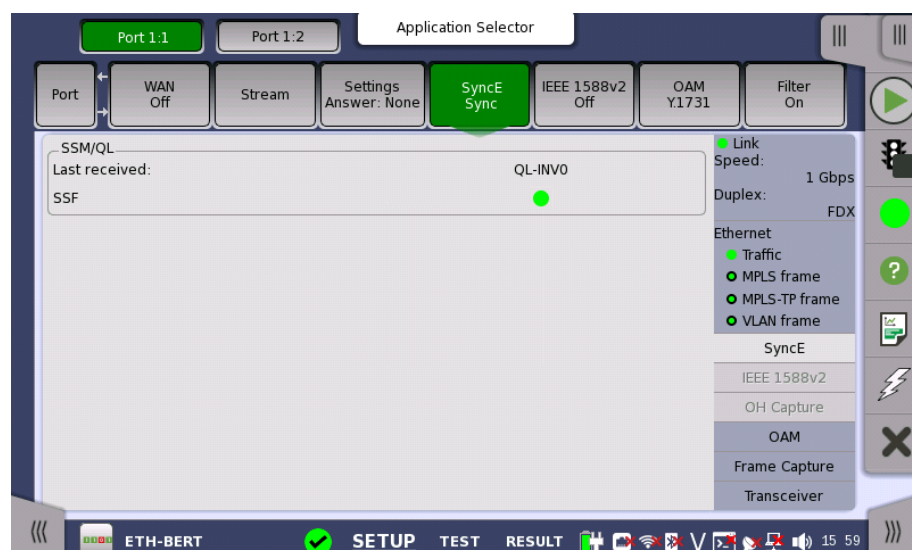 Application Selector
Port 1:1
Port 1:2
Port
WAN
Off
Stream
Settings
Answer: None
SyncE
Sync
IEEE 1588v2
Off
OAM
Y.1731
Filter
On
SSM/QL
Last received: QL-INV0
SSF
Link
Speed:
1 Gbps
Duplex:
FDX
Ethernet
Traffic
MPLS frame
MPLS-TP frame
VLAN frame
SyncE
IEEE 1588v2
OH Capture
OAM
Frame Capture
Transceiver
ETH-BERT SETUP TEST RESULT 15 59